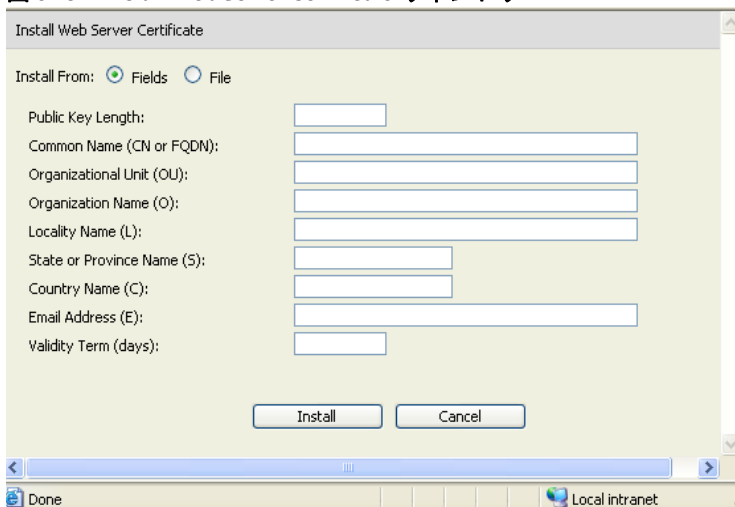 Install Web Server Certificate
Install From: Fields File
Public Key Length:
Common Name (CN or FQDN):
Organizational Unit (OU):
Organization Name (O):
Locality Name (L):
State or Province Name (S):
Country Name (C):
Email Address (E):
Validity Term (days):
Install Cancel
Done Local intranet